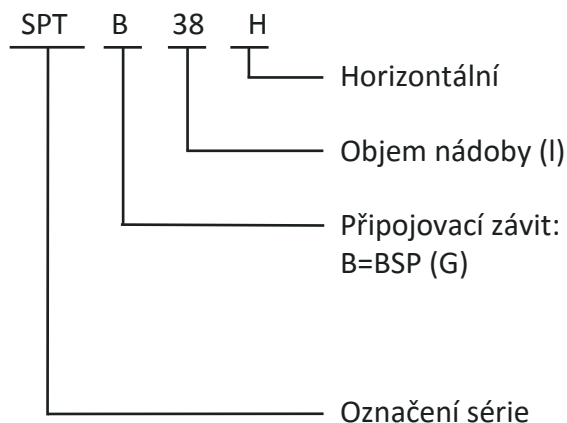 SPT B 38 H
Horizontální
Objem nádoby (l)
Připojovací závit:
B=BSP (G)
Označení série